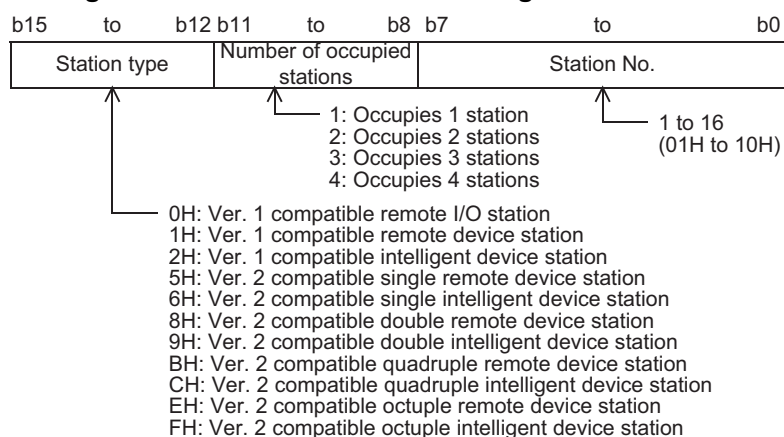 b15 to b12 b11 to b8 b7 to b0
Station type
Number of occupied
stations
Station No.
1: Occupies 1 station
2: Occupies 2 stations
3: Occupies 3 stations
4: Occupies 4 stations
1 to 16
(01H to 10H)
0H: Ver. 1 compatible remote I/O station
1H: Ver. 1 compatible remote device station
2H: Ver. 1 compatible intelligent device station
5H: Ver. 2 compatible single remote device station
6H: Ver. 2 compatible single intelligent device station
8H: Ver. 2 compatible double remote device station
9H: Ver. 2 compatible double intelligent device station
BH: Ver. 2 compatible quadruple remote device station
CH: Ver. 2 compatible quadruple intelligent device station
EH: Ver. 2 compatible octuple remote device station
FH: Ver. 2 compatible octuple intelligent device station